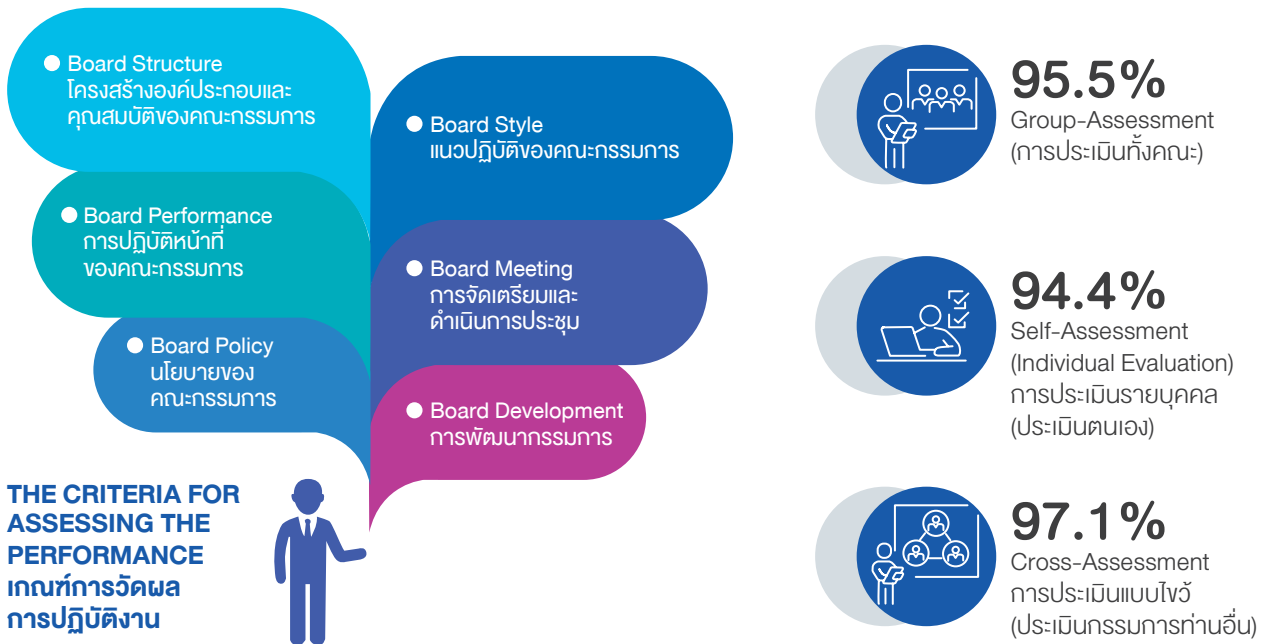 Board Structure
โครงสร้างองค์ประกอบและ
คุณสมบัติของคณะกรรมการ
Board Style
แนวปฏิบัติของคณะกรรมการ
Board Performance
การปฏิบัติหน้าที่
ของคณะกรรมการ
Board Meeting
การจัดเตรียมและ
ดำเนินการประชุม
Board Policy
นโยบายของ
คณะกรรมการ
Board Development
การพัฒนากรรมการ
THE CRITERIA FOR
ASSESSING THE
PERFORMANCE
เกณฑ์การวัดผล
การปฏิบัติงาน
95.5%
Group-Assessment
(การประเมินทั้งคณะ)
94.4%
Self-Assessment
(Individual Evaluation)
การประเมินรายบุคคล
(ประเมินตนเอง)
97.1%
Cross-Assessment
การประเมินแบบไขว้
(ประเมินกรรมการท่านอื่น)